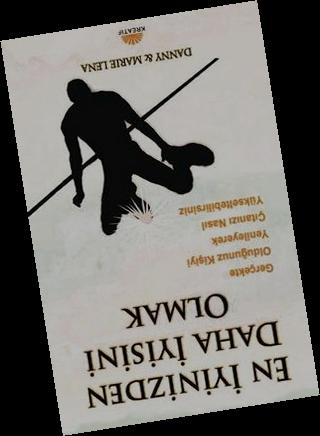 EN İYİNİZDEN
DAHA İYİSİNİ
OLMAK
Gerçekte
Olduğunuz Kişiyi
Yenileyerek
Çıtanızı Nasıl
Yükseltebilirsiniz
DANNY & MARIE LENA
KREATİF